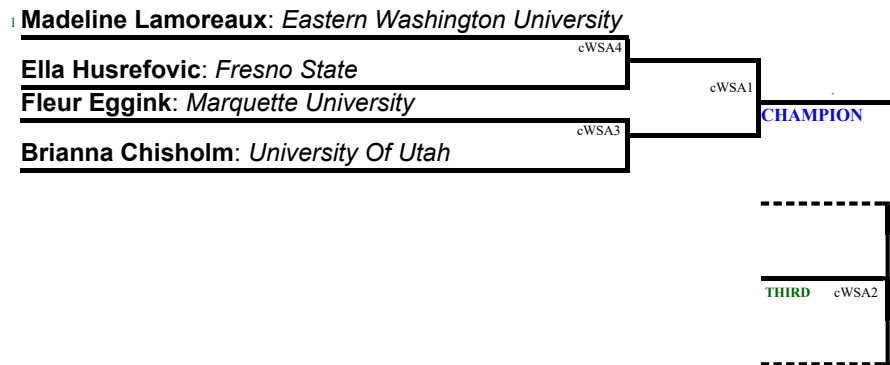 1 Madeline Lamoreaux: Eastern Washington University
cWSA4
Ella Husrefovic: Fresno State
cWSA1
Fleur Eggink: Marquette University
CHAMPION
cWSA3
Brianna Chisholm: University Of Utah
THIRD cWSA2